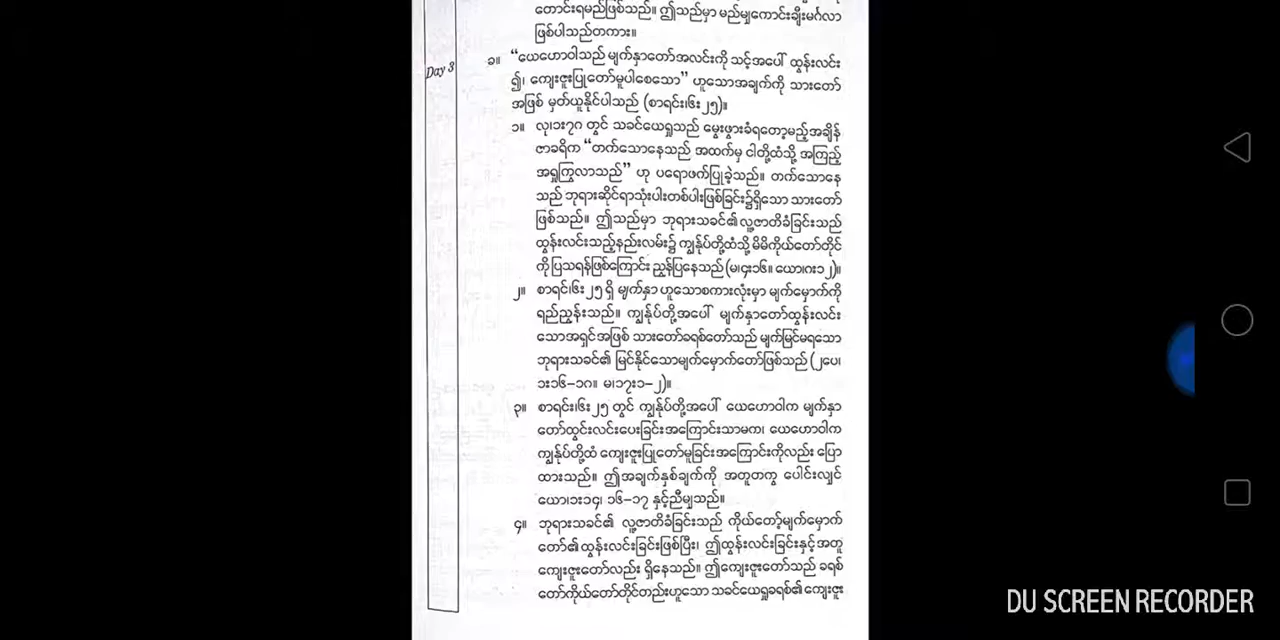 တောင်းရမည်ဖြစ်သည်။ ဤသည်မှာ မည်မျှကောင်းချီးမင်္ဂလာ
ဖြစ်ပါသည်တကား။
Day 3
ခ။ “ယေဟောဝါသည် မျက်နှာတော်အလင်းကို သင့်အပေါ် ထွန်းလင်း
၍၊ ကျေးဇူးပြုတော်မူပါစေသော” ဟူသောအချက်ကို သားတော်
အဖြစ် မှတ်ယူနိုင်ပါသည် (စာရင်း၊၆း၂၅)။
၁။ လု၊၁း၇၈ တွင် သခင်ယေရှုသည် မွေးဖွားခံရတော့မည့်အချိန်
ဇာခရိက “တက်သောနေသည် အထက်မှ ငါတို့ထံသို့ အကြည့်
အရှုကြွလာသည်” ဟု ပရောဖက်ပြုခဲ့သည်။ တက်သောနေ
သည် ဘုရားဆိုင်ရာသုံးပါးတစ်ပါးဖြစ်ခြင်း၌ရှိသော သားတော်
ဖြစ်သည်။ ဤသည်မှာ ဘုရားသခင်၏လူ့ဇာတိခံခြင်းသည်
ထွန်းလင်းသည့်နည်းလမ်း၌ ကျွန်ုပ်တို့ထံသို့ မိမိကိုယ်တော်တိုင်
ကို ပြသရန်ဖြစ်ကြောင်း ညွှန်ပြနေသည် (မ၊၄း၁၆။ ယော၊၈း၁၂)။
၂။ စာရင်၊၆း၂၅ ရှိ မျက်နှာ ဟူသောစကားလုံးမှာ မျက်မှောက်ကို
ရည်ညွှန်းသည်။ ကျွန်ုပ်တို့အပေါ် မျက်နှာတော်ထွန်းလင်း
သောအရှင်အဖြစ် သားတော်ခရစ်တော်သည် မျက်မြင်မရသော
ဘုရားသခင်၏ မြင်နိုင်သောမျက်မှောက်တော်ဖြစ်သည် (၂ပေ၊
၁း၁၆–၁၈။ မ၊၁၇း၁–၂)။
၃။ စာရင်း၊၆း၂၅ တွင် ကျွန်ုပ်တို့အပေါ် ယေဟောဝါက မျက်နှာ
တော်ထွင်းလင်းပေးခြင်းအကြောင်းသာမက၊ ယေဟောဝါက
ကျွန်ုပ်တို့ထံ ကျေးဇူးပြုတော်မူခြင်းအကြောင်းကိုလည်း ပြော
ထားသည်။ ဤအချက်နှစ်ချက်ကို အတူတကွ ပေါင်းလျှင်
ယော၊၁း၁၄၊ ၁၆–၁၇ နှင့်ညီမျှသည်။
၄။ ဘုရားသခင်၏ လူ့ဇာတိခံခြင်းသည် ကိုယ်တော့်မျက်မှောက်
တော်၏ထွန်းလင်းခြင်းဖြစ်ပြီး၊ ဤထွန်းလင်းခြင်းနှင့်အတူ
ကျေးဇူးတော်လည်း ရှိနေသည်။ ဤကျေးဇူးတော်သည် ခရစ်
တော်ကိုယ်တော်တိုင်တည်းဟူသော သခင်ယေရှုခရစ်၏ကျေးဇူး
DU SCREEN RECORDER